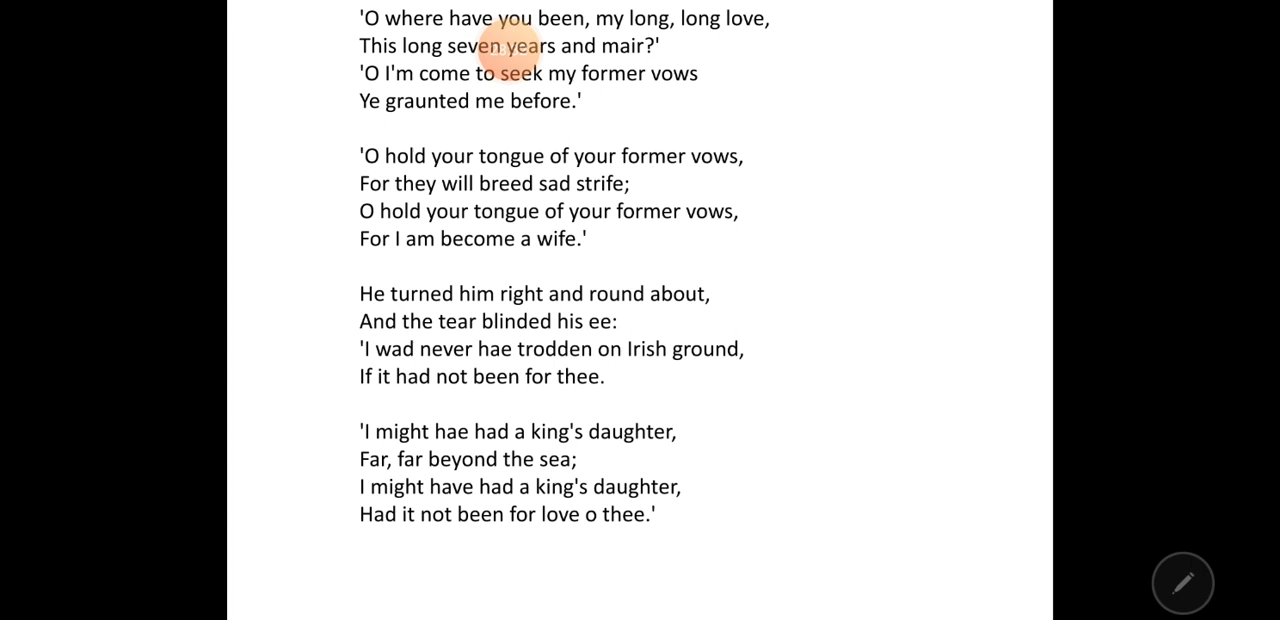 'O where have you been, my long, long love,
This long seven years and mair?'
'O I'm come to seek my former vows
Ye graunted me before.'
'O hold your tongue of your former vows,
For they will breed sad strife;
O hold your tongue of your former vows,
For I am become a wife.'
He turned him right and round about,
And the tear blinded his ee:
'I wad never hae trodden on Irish ground,
If it had not been for thee.
'I might hae had a king's daughter,
Far, far beyond the sea;
I might have had a king's daughter,
Had it not been for love o thee.'